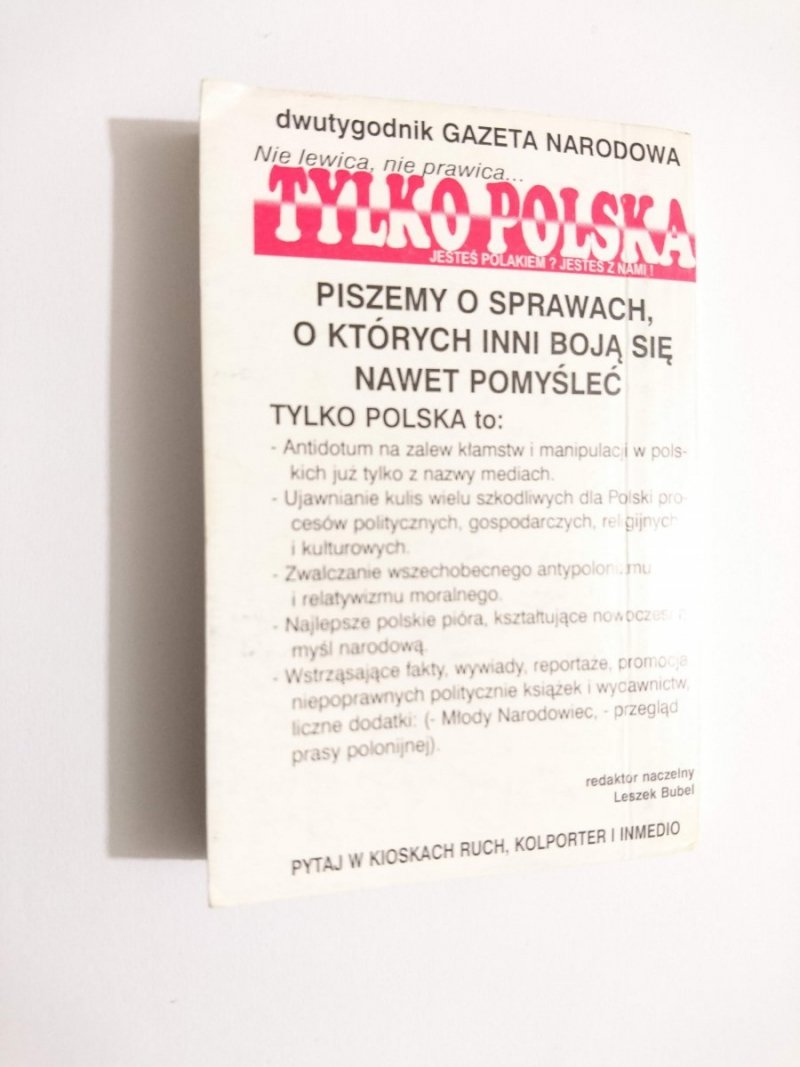 dwutygodnik GAZETA NARODOWA
Nie lewica, nie prawica...
TYLKO POLSKA
JESTEŚ POLAKIEM ? JESTEŚ Z NAMI !
PISZEMY O SPRAWACH,
O KTÓRYCH INNI BOJĄ SIĘ
NAWET POMYŚLEĆ
TYLKO POLSKA to:
- Antidotum na zalew kłamstw i manipulacji w pols-
kich już tylko z nazwy mediach.
- Ujawnianie kulis wielu szkodliwych dla Polski pro-
cesów politycznych, gospodarczych, religijnych
i kulturowych.
- Zwalczanie wszechobecnego antypolonizmu
i relatywizmu moralnego.
- Najlepsze polskie pióra, kształtujące
myśl narodową.
- Wstrząsające fakty, wywiady, reportaże, promocja
niepoprawnych politycznie książek i wydawnictw,
liczne dodatki: (- Młody Narodowiec, - przegląd
prasy polonijnej).
redaktor naczelny
Leszek Bubel
PYTAJ W KIOSKACH RUCH, KOLPORTER I INMEDIO